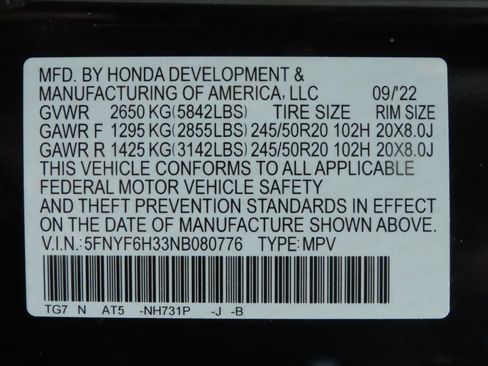 MFD. BY HONDA DEVELOPMENT &
MANUFACTURING OF AMERICA, LLC 09/'22
GVWR 2650 KG(5842LBS) TIRE SIZE RIM SIZE
GAWR F 1295 KG(2855LBS) 245/50R20 102H 20X8.0J
GAWR R 1425 KG(3142LBS) 245/50R20 102H 20X8.0J
THIS VEHICLE CONFORMS TO ALL APPLICABLE
FEDERAL MOTOR VEHICLE SAFETY
AND THEFT PREVENTION STANDARDS IN EFFECT
ON THE DATE OF MANUFACTURE SHOWN ABOVE.
V.I.N.:5FNYF6H33NB080776 TYPE:MPV
TG7 N AT5 -NH731P -J -B